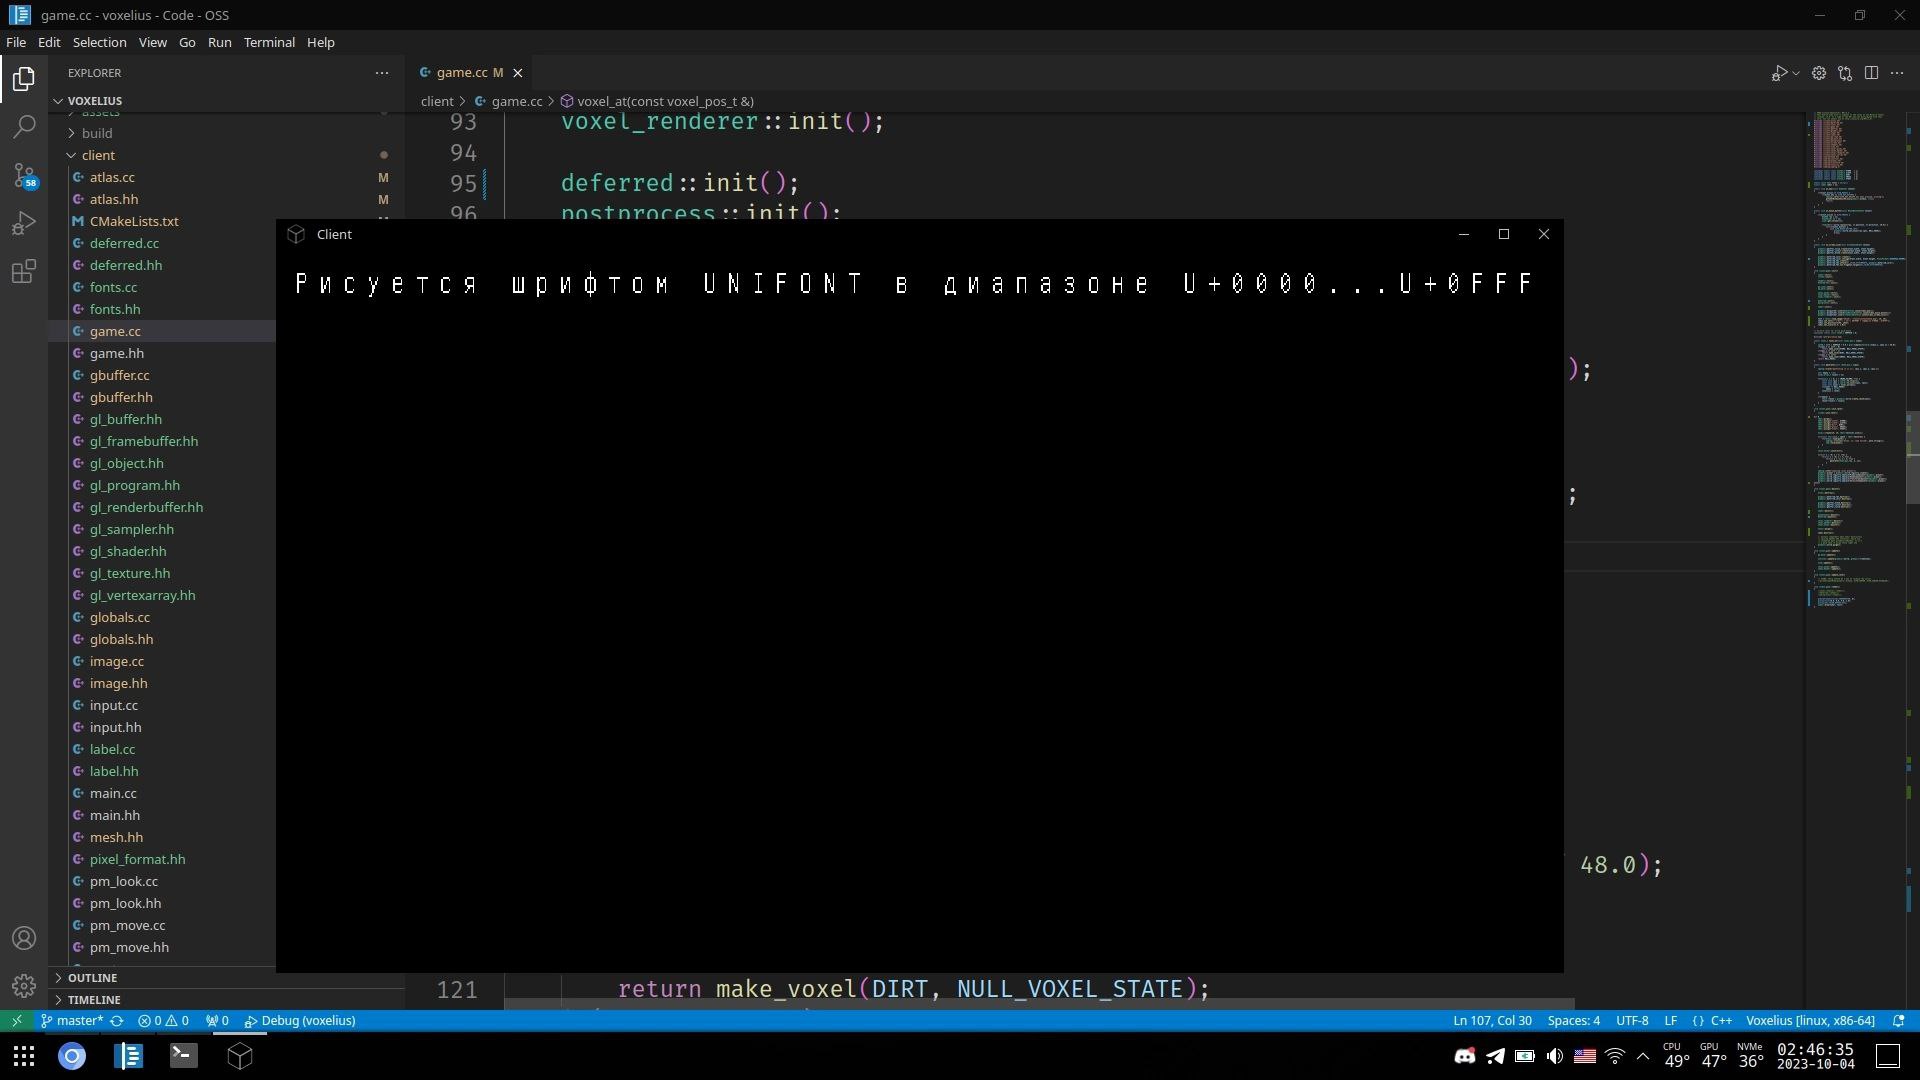 game.cc - voxelius - Code - OSS
File Edit Selection View Go Run Terminal Help
EXPLORER
game.cc M
VOXELIUS
client > game.cc > voxel_at(const voxel_pos_t &)
assets
build
client
atlas.cc M
atlas.hh M
CMakeLists.txt
deferred.cc
deferred.hh
fonts.cc
fonts.hh
game.cc
game.hh
gbuffer.cc
gbuffer.hh
gl_buffer.hh
gl_framebuffer.hh
gl_object.hh
gl_program.hh
gl_renderbuffer.hh
gl_sampler.hh
gl_shader.hh
gl_texture.hh
gl_vertexarray.hh
globals.cc
globals.hh
image.cc
image.hh
input.cc
input.hh
label.cc
label.hh
main.cc
main.hh
mesh.hh
pixel_format.hh
pm_look.cc
pm_look.hh
pm_move.cc
pm_move.hh
OUTLINE
TIMELINE
58
93 voxel_renderer::init();
94
95 deferred::init();
96 postprocess::init();
Client
Рисуется шрифтом UNIFONT в диапазоне U+0000...U+0FFF
);
;
48.0);
121 return make_voxel(DIRT, NULL_VOXEL_STATE);
master* 0 0 0 Debug (voxelius) Ln 107, Col 30 Spaces: 4 UTF-8 LF {} C++ Voxelius [linux, x86-64]
CPU 49° GPU 47° NVMe 36° 02:46:35
2023-10-04